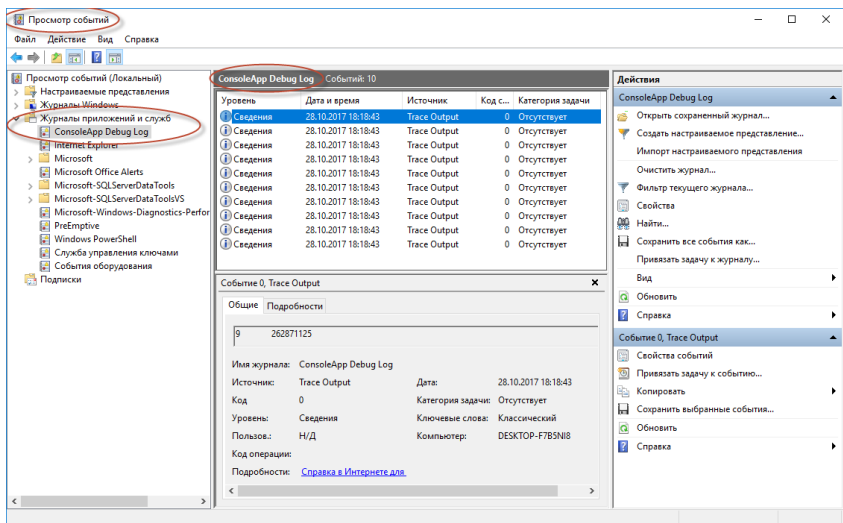 Просмотр событий
Файл Действие Вид Справка
Просмотр событий (Локальный)
Настраиваемые представления
Журналы Windows
Журналы приложений и служб
ConsoleApp Debug Log
Internet Explorer
Microsoft
Microsoft Office Alerts
Microsoft-SQLServerDataTools
Microsoft-SQLServerDataToolsVS
Microsoft-Windows-Diagnostics-Perfor
PreEmptive
Windows PowerShell
Служба управления ключами
События оборудования
Подписки
ConsoleApp Debug Log Событий: 10
Уровень Дата и время Источник Код с... Категория задачи
Сведения 28.10.2017 18:18:43 Trace Output 0 Отсутствует
Сведения 28.10.2017 18:18:43 Trace Output 0 Отсутствует
Сведения 28.10.2017 18:18:43 Trace Output 0 Отсутствует
Сведения 28.10.2017 18:18:43 Trace Output 0 Отсутствует
Сведения 28.10.2017 18:18:43 Trace Output 0 Отсутствует
Сведения 28.10.2017 18:18:43 Trace Output 0 Отсутствует
Сведения 28.10.2017 18:18:43 Trace Output 0 Отсутствует
Сведения 28.10.2017 18:18:43 Trace Output 0 Отсутствует
Сведения 28.10.2017 18:18:43 Trace Output 0 Отсутствует
Сведения 28.10.2017 18:18:43 Trace Output 0 Отсутствует
Событие 0, Trace Output
Общие Подробности
9 262871125
Имя журнала: ConsoleApp Debug Log
Источник: Trace Output Дата: 28.10.2017 18:18:43
Код 0 Категория задачи: Отсутствует
Уровень: Сведения Ключевые слова: Классический
Пользов.: Н/Д Компьютер: DESKTOP-F7B5NI8
Код операции:
Подробности: Справка в Интернете для
Действия
ConsoleApp Debug Log
Открыть сохраненный журнал...
Создать настраиваемое представление...
Импорт настраиваемого представления
Очистить журнал...
Фильтр текущего журнала...
Свойства
Найти...
Сохранить все события как...
Привязать задачу к журналу...
Вид
Обновить
Справка
Событие 0, Trace Output
Свойства событий
Привязать задачу к событию...
Копировать
Сохранить выбранные события...
Обновить
Справка